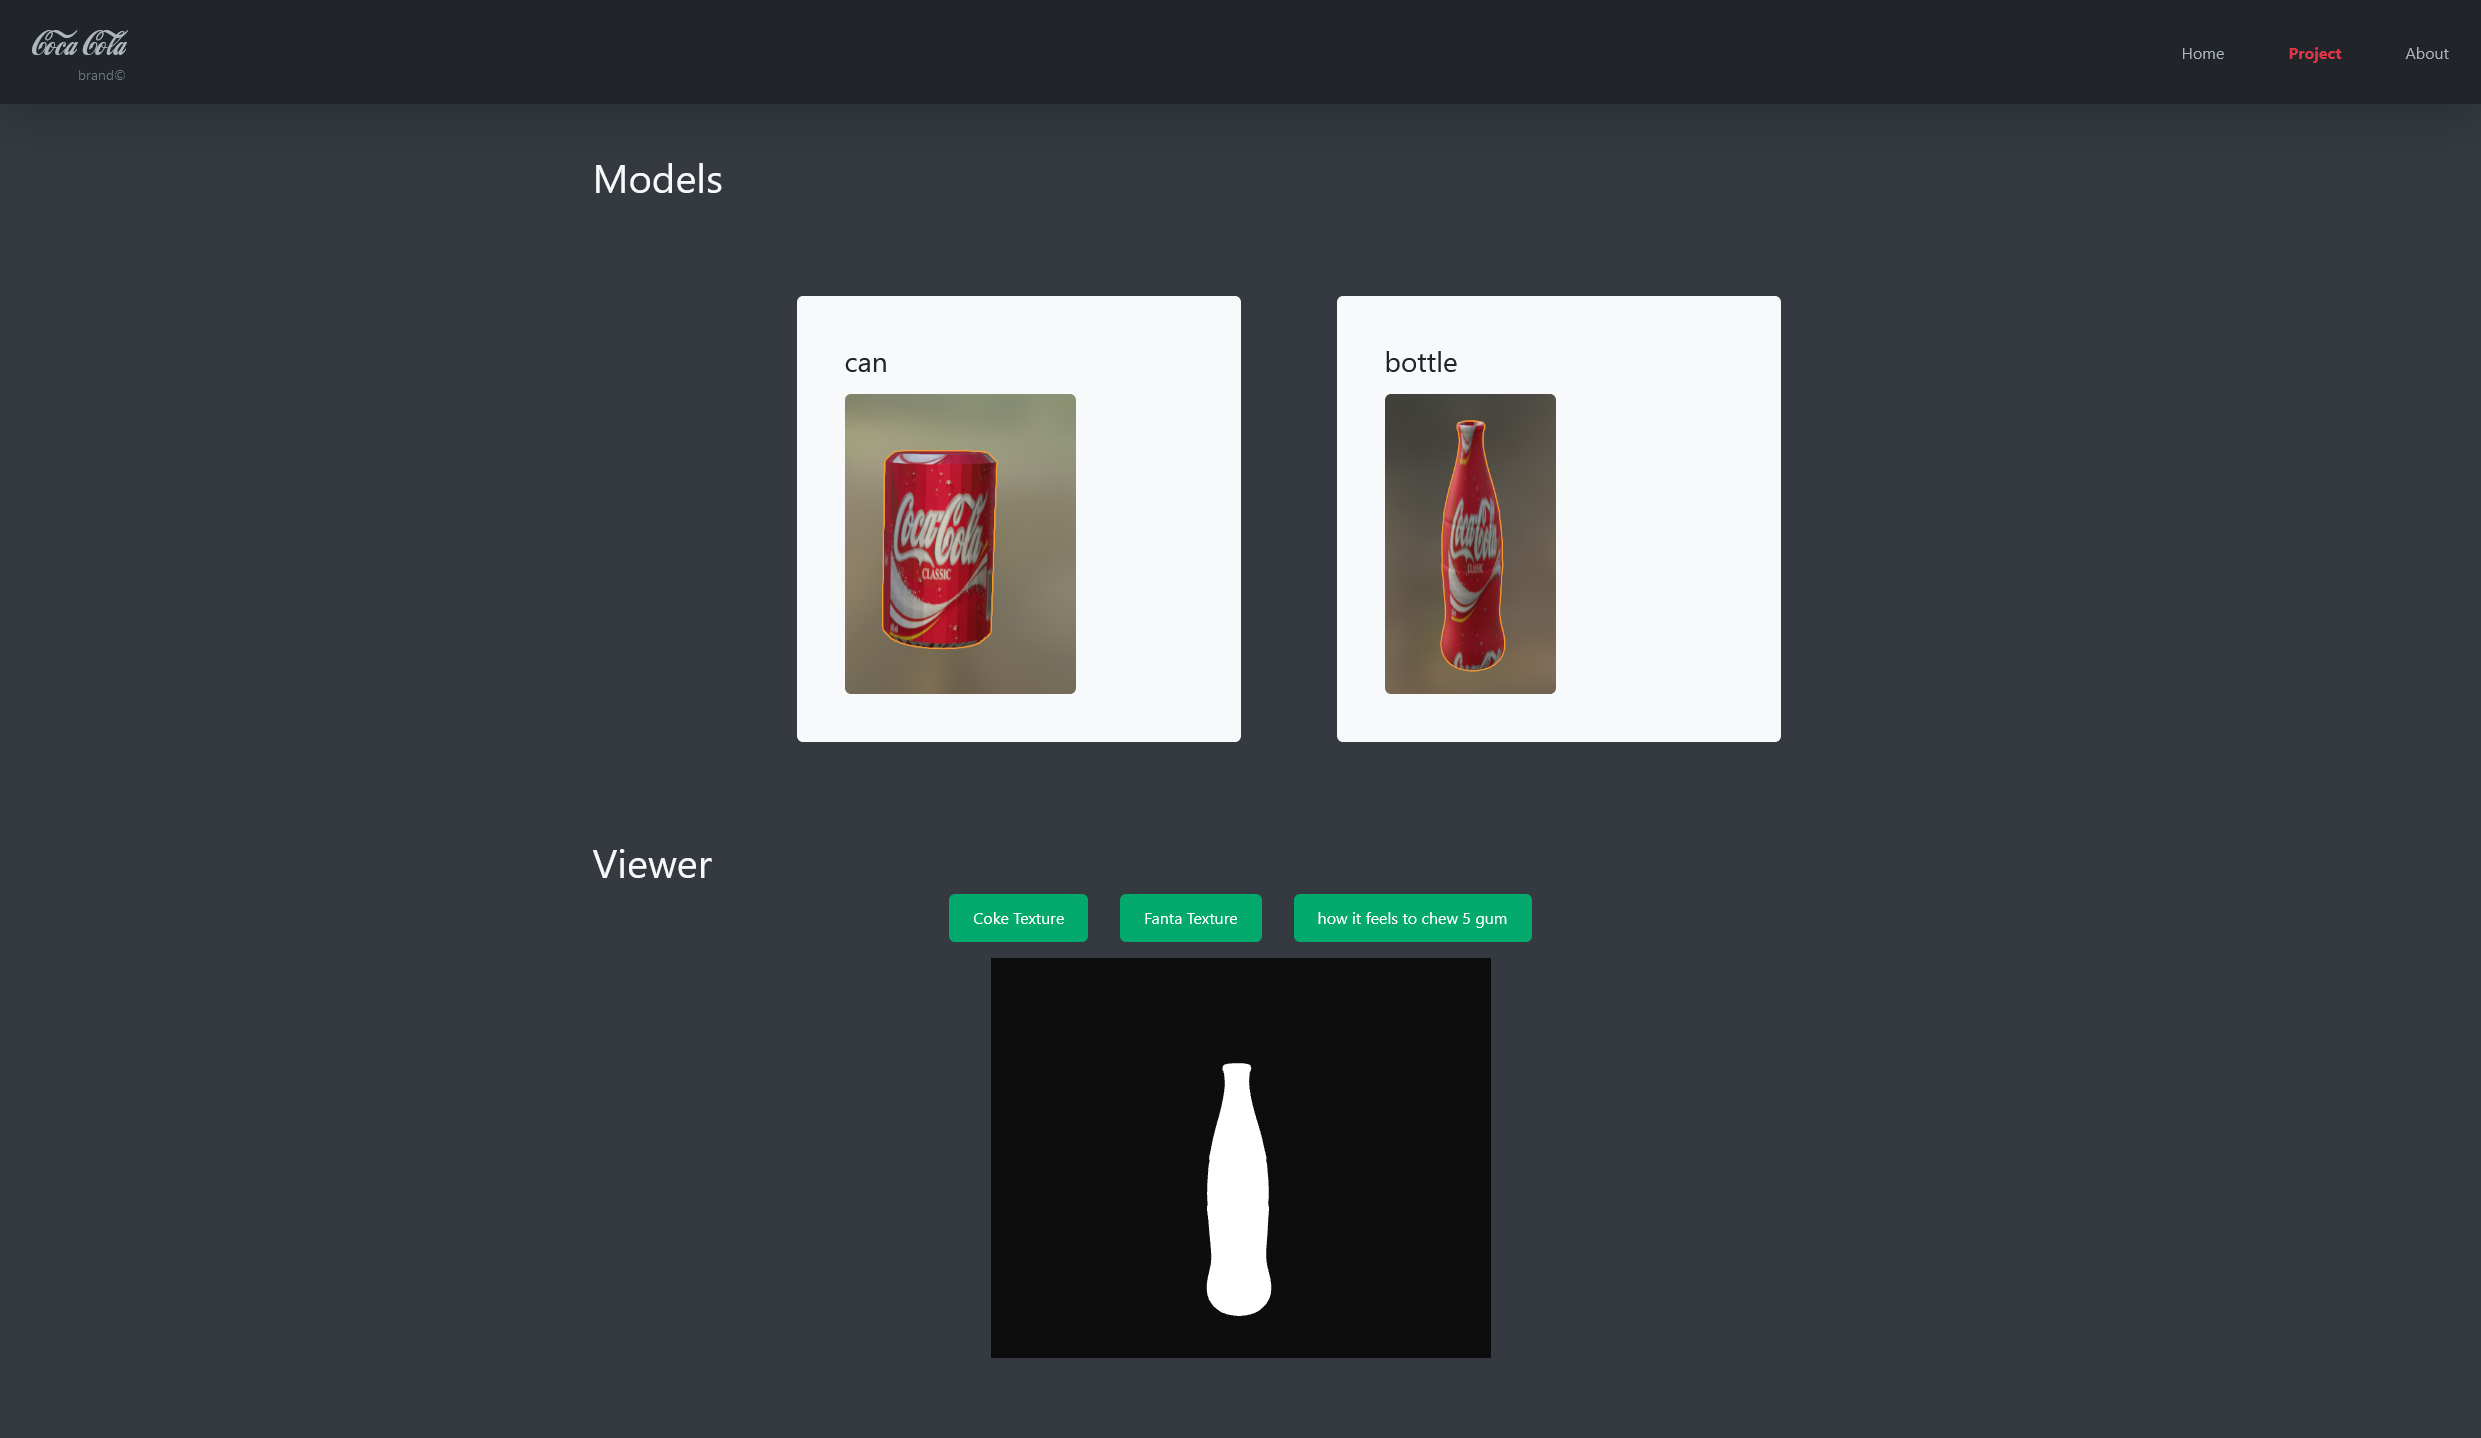 Coca Cola
brand©
Home
Project
About
Models
can
Coca-Cola
CLASSIC
bottle
Coca-Cola
CLASSIC
Viewer
Coke Texture
Fanta Texture
how it feels to chew 5 gum